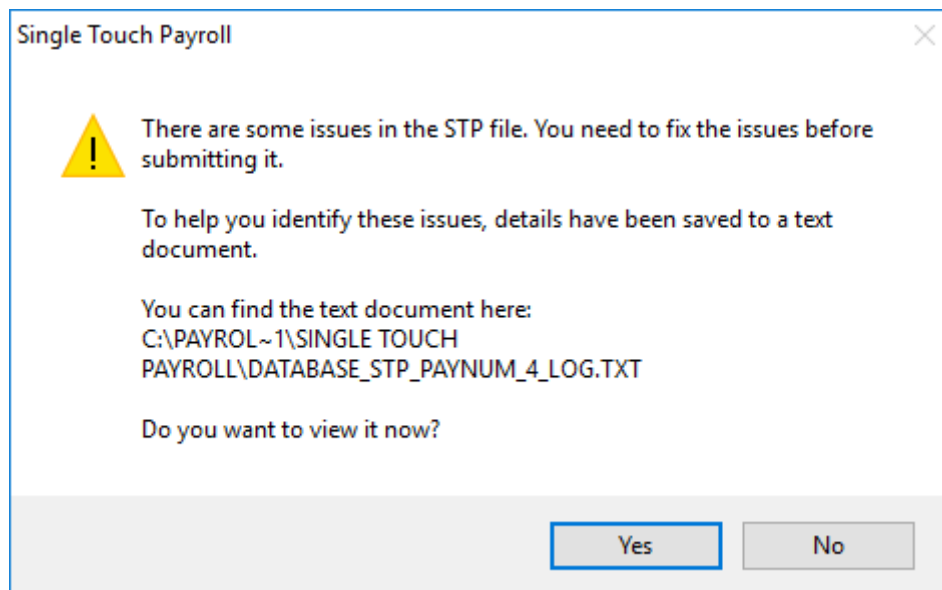 Single Touch Payroll
There are some issues in the STP file. You need to fix the issues before
submitting it.
To help you identify these issues, details have been saved to a text
document.
You can find the text document here:
C:\PAYROL~1\SINGLE TOUCH
PAYROLL\DATABASE_STP_PAYNUM_4_LOG.TXT
Do you want to view it now?
Yes
No